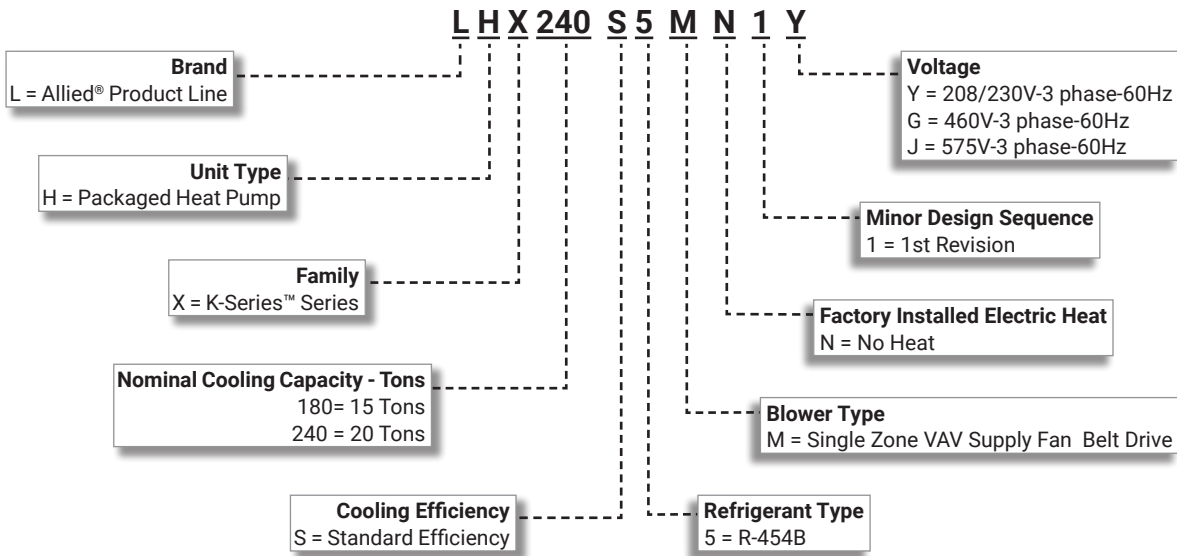 L H X 240 S 5 M N 1 Y
Brand
L = Allied® Product Line
Unit Type
H = Packaged Heat Pump
Family
X = K-Series™ Series
Nominal Cooling Capacity - Tons
180= 15 Tons
240 = 20 Tons
Cooling Efficiency
S = Standard Efficiency
Voltage
Y = 208/230V-3 phase-60Hz
G = 460V-3 phase-60Hz
J = 575V-3 phase-60Hz
Minor Design Sequence
1 = 1st Revision
Factory Installed Electric Heat
N = No Heat
Blower Type
M = Single Zone VAV Supply Fan Belt Drive
Refrigerant Type
5 = R-454B